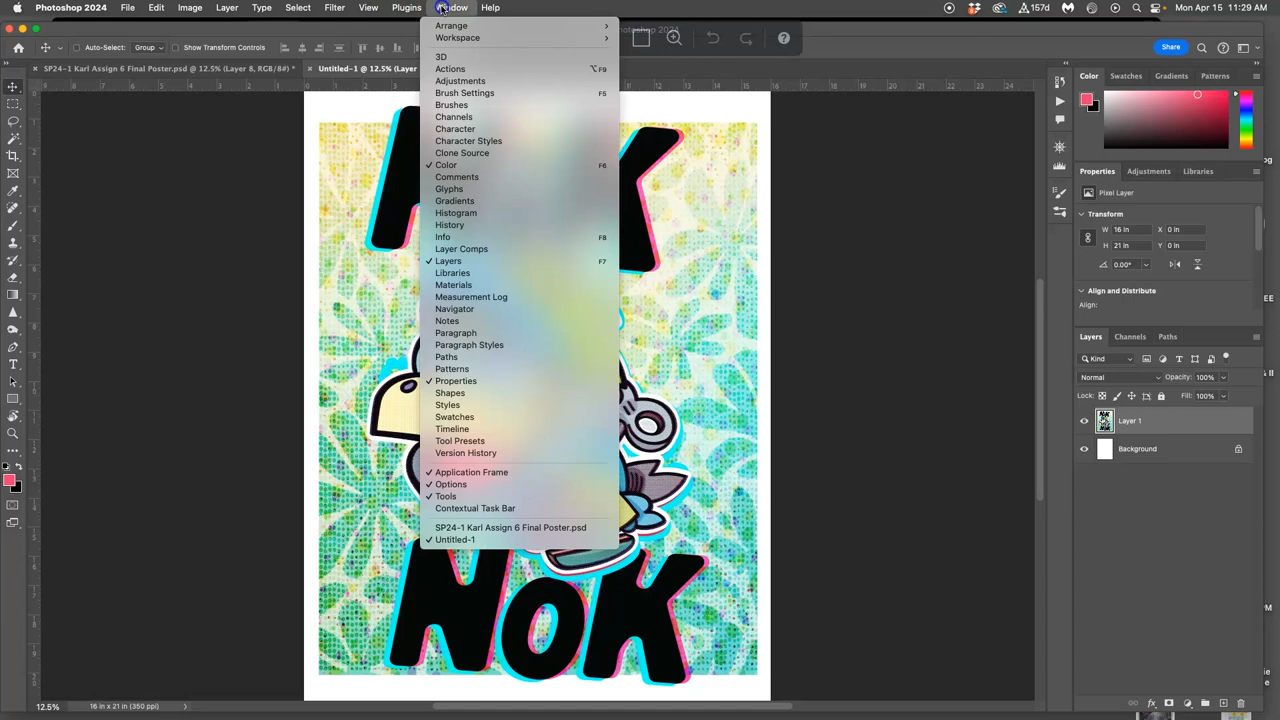 Photoshop 2024 File Edit Image Layer Type Select Filter View Plugins Window Help
Mon Apr 15 11:29 AM
Auto-Select: Group Show Transform Controls
Share
SP24-1 Karl Assign 6 Final Poster.psd @ 12.5% (Layer 8, RGB/8#) *
Untitled-1 @ 12.5% (Layer
Arrange
Workspace
3D
Actions ⌥F9
Adjustments
Brush Settings F5
Brushes
Channels
Character
Character Styles
Clone Source
Color F6
Comments
Glyphs
Gradients
Histogram
History
Info F8
Layer Comps
Layers F7
Libraries
Materials
Measurement Log
Navigator
Notes
Paragraph
Paragraph Styles
Paths
Patterns
Properties
Shapes
Styles
Swatches
Timeline
Tool Presets
Version History
Application Frame
Options
Tools
Contextual Task Bar
SP24-1 Karl Assign 6 Final Poster.psd
Untitled-1
NoK
Color Swatches Gradients Patterns
Properties Adjustments Libraries
Pixel Layer
Transform
W 16 in X 0 in
H 21 in Y 0 in
0.00°
Align and Distribute
Align:
Layers Channels Paths
Kind
Normal Opacity: 100%
Lock: Fill: 100%
Layer 1
Background
12.5% 16 in x 21 in (350 ppi)